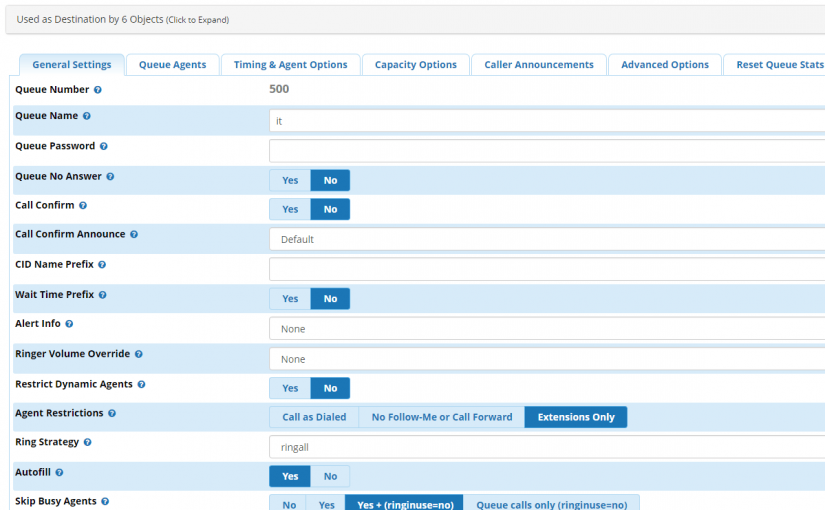 Used as Destination by 6 Objects (Click to Expand)
General Settings Queue Agents Timing & Agent Options Capacity Options Caller Announcements Advanced Options Reset Queue Stats
Queue Number 500
Queue Name it
Queue Password
Queue No Answer Yes No
Call Confirm Yes No
Call Confirm Announce Default
CID Name Prefix
Wait Time Prefix Yes No
Alert Info None
Ringer Volume Override None
Restrict Dynamic Agents Yes No
Agent Restrictions Call as Dialed No Follow-Me or Call Forward Extensions Only
Ring Strategy ringall
Autofill Yes No
Skip Busy Agents No Yes Yes + (ringinuse=no) Queue calls only (ringinuse=no)